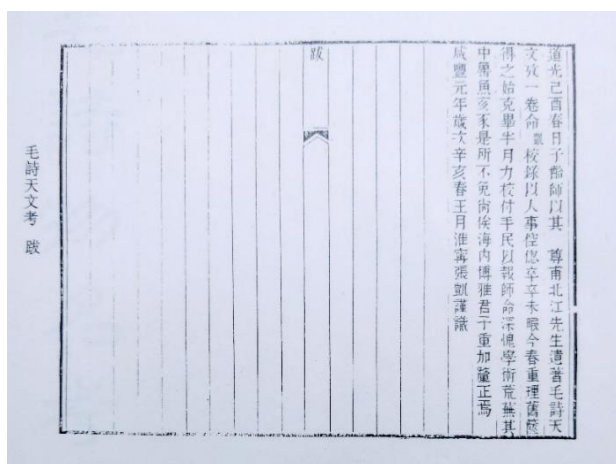 道光己酉春日子齡師以其 尊甫北江先生遺著毛詩天
文攷一卷命凱校錄以人事倥偬卒卒未暇今春重理舊篋
得之始克畢半月力校付手民以報師命深愧學術荒蕪其
中魯魚亥豕是所不免尚俟海内博雅君子重加釐正焉
咸豐元年歲次辛亥春王月淮寗張凱謹識
跋
毛詩天文考 跋